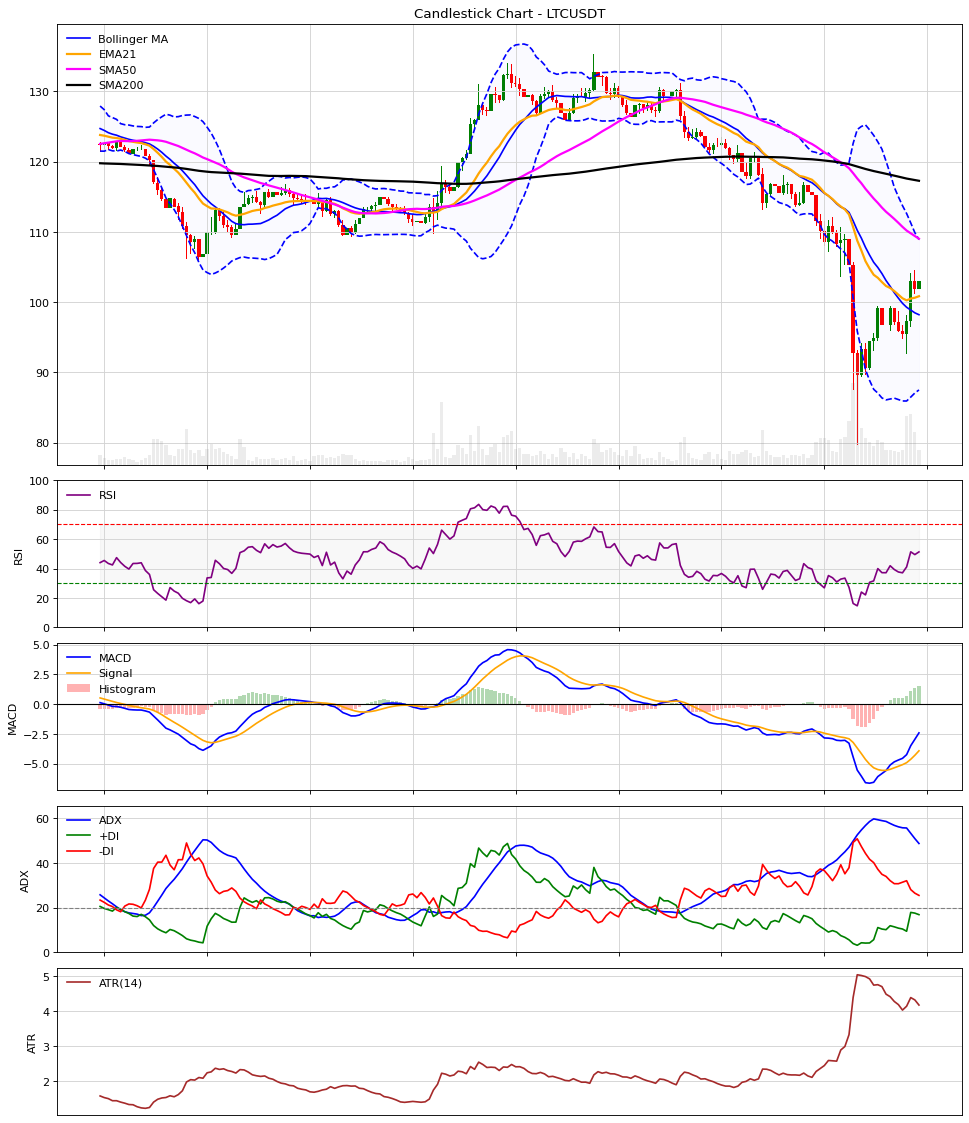 Candlestick Chart - LTCUSDT
Bollinger MA
EMA21
SMA50
SMA200
130
120
110
100
90
80
RSI
RSI
100
80
60
40
20
0
MACD
Signal
Histogram
MACD
5.0
2.5
0.0
−2.5
−5.0
ADX
+DI
-DI
ADX
60
40
20
0
ATR(14)
ATR
5
4
3
2